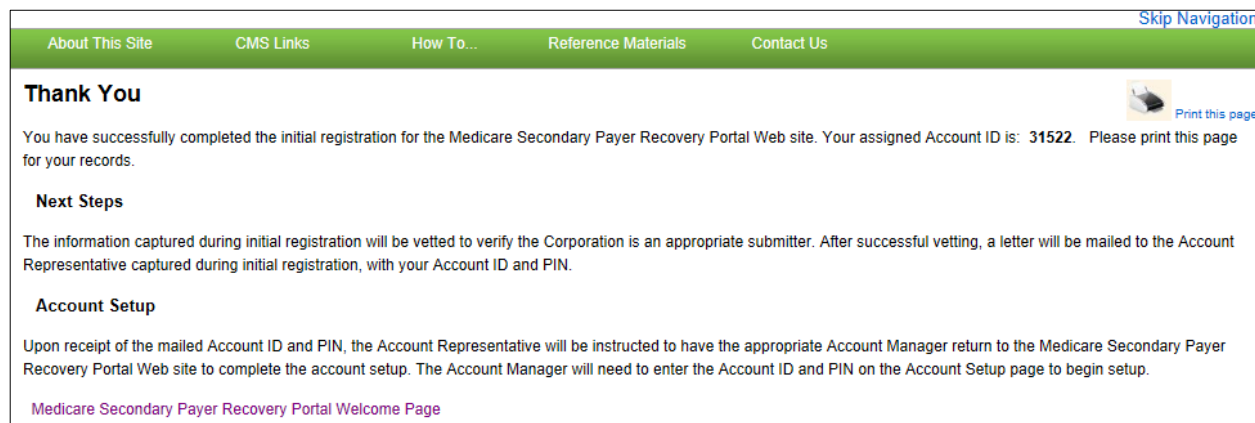 Skip Navigation
About This Site CMS Links How To... Reference Materials Contact Us
Thank You
Print this page
You have successfully completed the initial registration for the Medicare Secondary Payer Recovery Portal Web site. Your assigned Account ID is: 31522. Please print this page
for your records.
Next Steps
The information captured during initial registration will be vetted to verify the Corporation is an appropriate submitter. After successful vetting, a letter will be mailed to the Account
Representative captured during initial registration, with your Account ID and PIN.
Account Setup
Upon receipt of the mailed Account ID and PIN, the Account Representative will be instructed to have the appropriate Account Manager return to the Medicare Secondary Payer
Recovery Portal Web site to complete the account setup. The Account Manager will need to enter the Account ID and PIN on the Account Setup page to begin setup.
Medicare Secondary Payer Recovery Portal Welcome Page